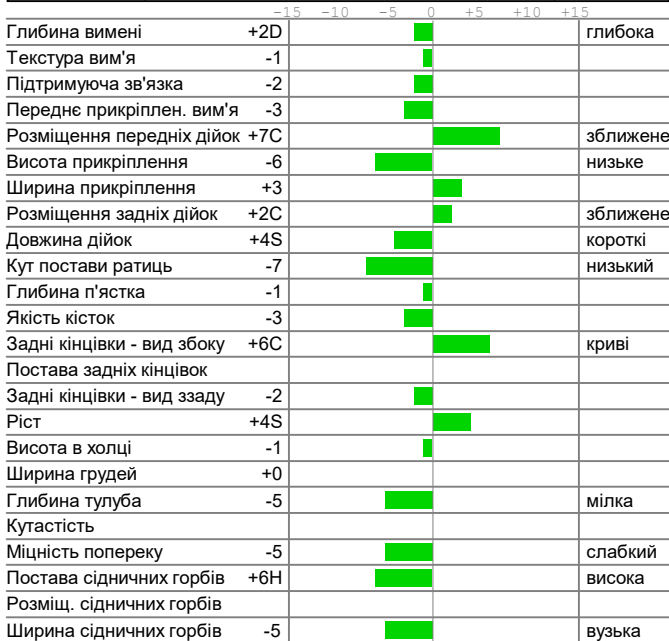 -15 -10 -5 0 +5 +10 +15
Глибина вимені +2D глибока
Текстура вим'я -1
Підтримуюча зв'язка -2
Переднє прикріплен. вим'я -3
Розміщення передніх дійок +7C зближене
Висота прикріплення -6 низьке
Ширина прикріплення +3
Розміщення задніх дійок +2C зближене
Довжина дійок +4S короткі
Кут постави ратиць -7 низький
Глибина п'ястка -1
Якість кісток -3
Задні кінцівки - вид збоку +6C криві
Постава задніх кінцівок
Задні кінцівки - вид ззаду -2
Ріст +4S
Висота в холці -1
Ширина грудей +0
Глибина тулуба -5 мілка
Кутастість
Міцність попереку -5 слабкий
Постава сідничних горбів +6H висока
Розміщ. сідничних горбів
Ширина сідничних горбів -5 вузька